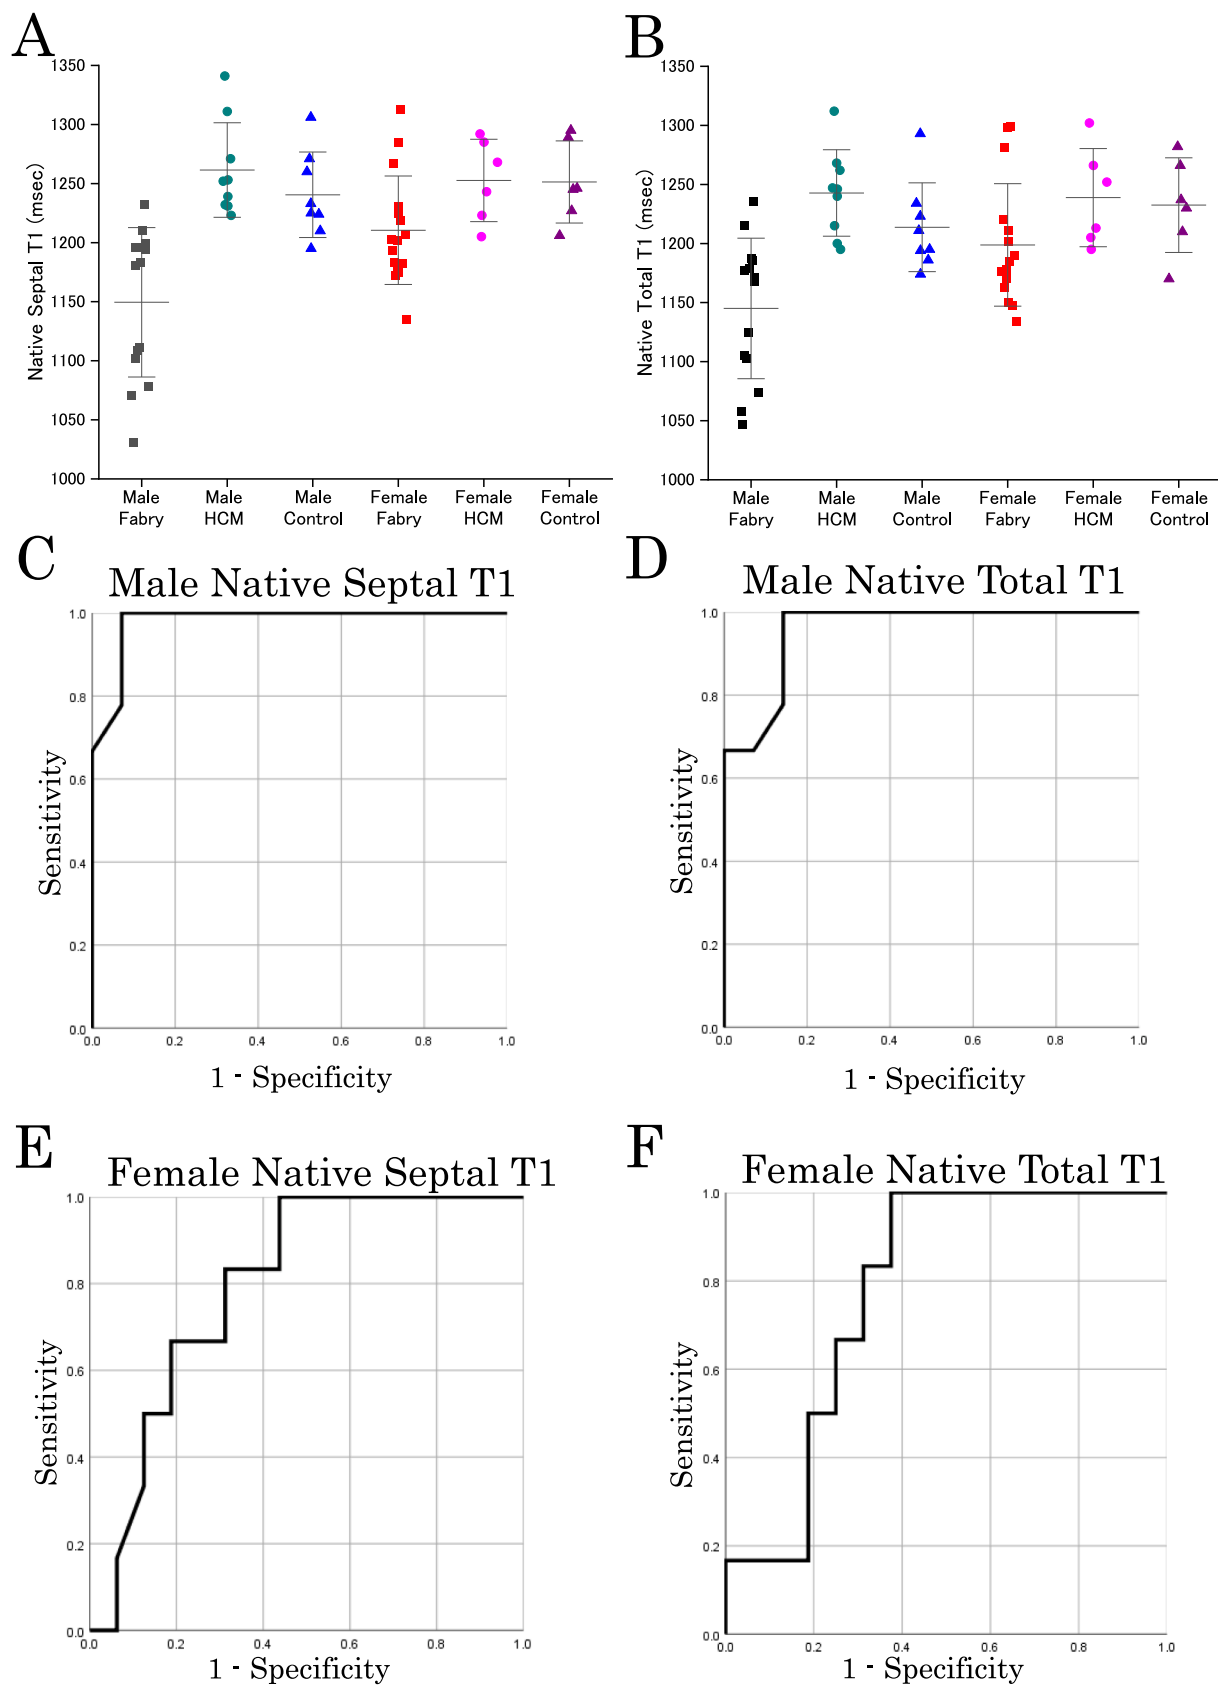 A
B
Native Septal T1 (msec)
1350
1300
1250
1200
1150
1100
1050
1000
Male Fabry
Male HCM
Male Control
Female Fabry
Female HCM
Female Control
Native Total T1 (msec)
1350
1300
1250
1200
1150
1100
1050
1000
Male Fabry
Male HCM
Male Control
Female Fabry
Female HCM
Female Control
C
Male Native Septal T1
Sensitivity
1.0
0.8
0.6
0.4
0.2
0.0
0.0 0.2 0.4 0.6 0.8 1.0
1 - Specificity
D
Male Native Total T1
Sensitivity
1.0
0.8
0.6
0.4
0.2
0.0
0.0 0.2 0.4 0.6 0.8 1.0
1 - Specificity
E
Female Native Septal T1
Sensitivity
1.0
0.8
0.6
0.4
0.2
0.0
0.0 0.2 0.4 0.6 0.8 1.0
1 - Specificity
F
Female Native Total T1
Sensitivity
1.0
0.8
0.6
0.4
0.2
0.0
0.0 0.2 0.4 0.6 0.8 1.0
1 - Specificity